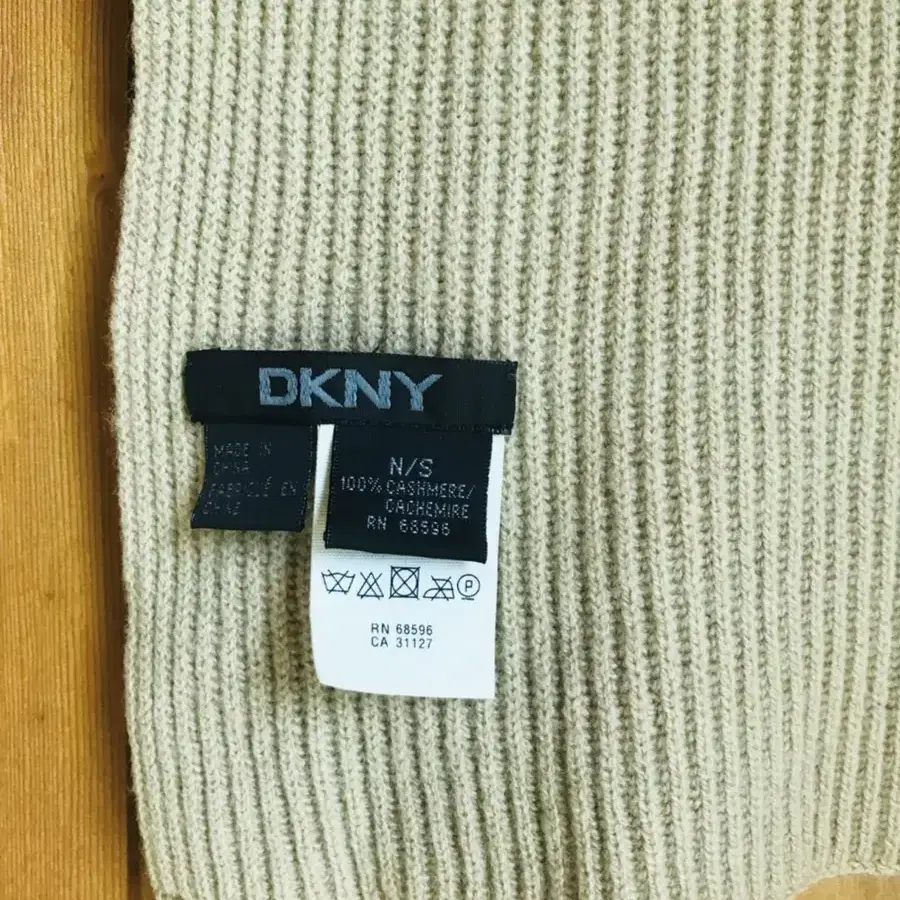 DKNY
MADE IN
CHINA
FABRIQUÉ EN
CHINE
N/S
100% CASHMERE/
CACHEMIRE
RN 68596
P
RN 68596
CA 31127